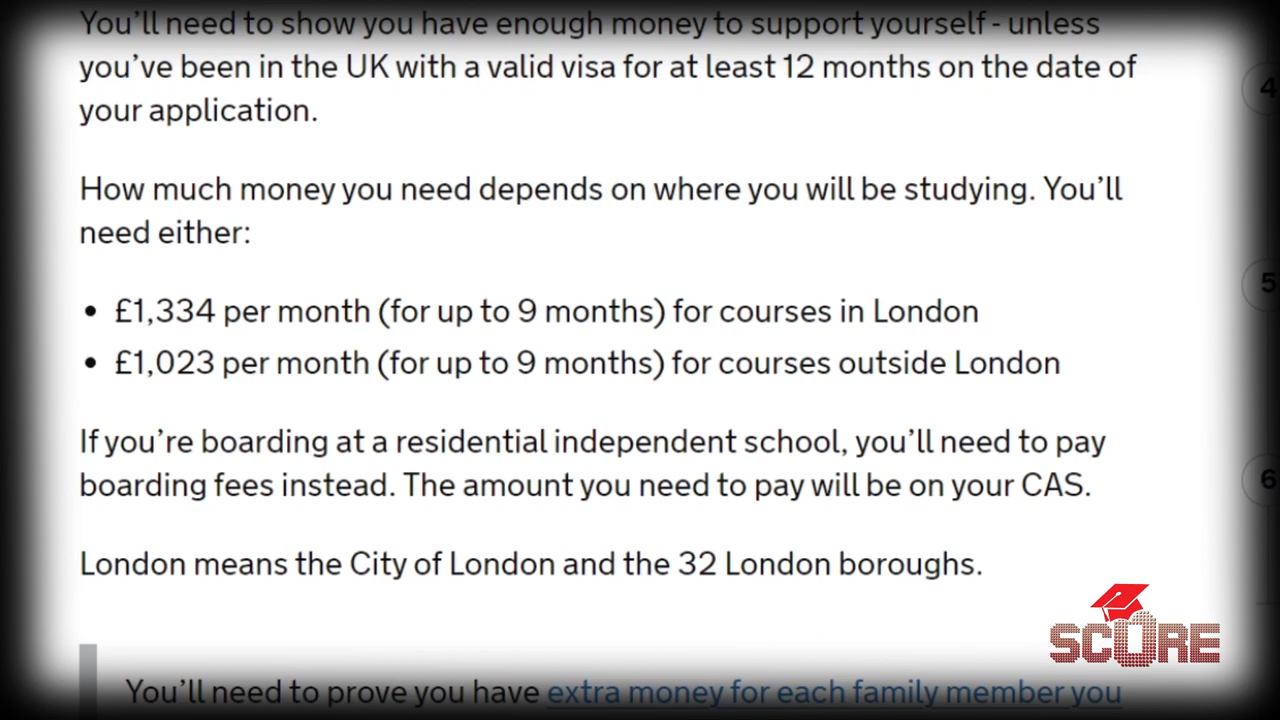 You'll need to show you have enough money to support yourself - unless
you've been in the UK with a valid visa for at least 12 months on the date of
your application.
How much money you need depends on where you will be studying. You'll
need either:
• £1,334 per month (for up to 9 months) for courses in London
• £1,023 per month (for up to 9 months) for courses outside London
If you're boarding at a residential independent school, you'll need to pay
boarding fees instead. The amount you need to pay will be on your CAS.
London means the City of London and the 32 London boroughs.
You'll need to prove you have extra money for each family member you
4
5
6
SCORE